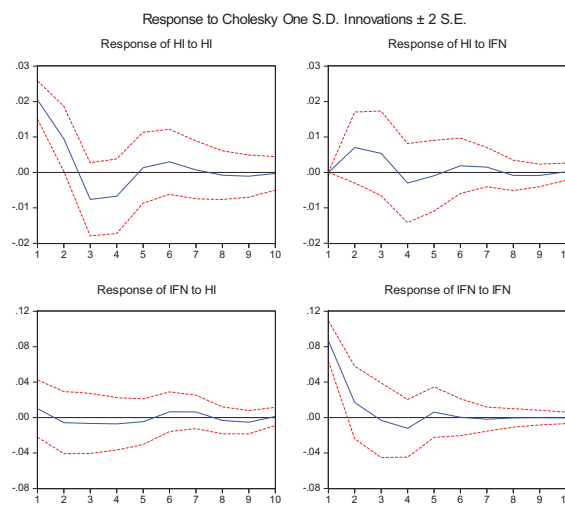 Response to Cholesky One S.D. Innovations ± 2 S.E.
Response of HI to HI
.03
.02
.01
.00
-.01
-.02
1 2 3 4 5 6 7 8 9 10
Response of HI to IFN
.03
.02
.01
.00
-.01
-.02
1 2 3 4 5 6 7 8 9 1
Response of IFN to HI
.12
.08
.04
.00
-.04
-.08
1 2 3 4 5 6 7 8 9 10
Response of IFN to IFN
.12
.08
.04
.00
-.04
-.08
1 2 3 4 5 6 7 8 9 1